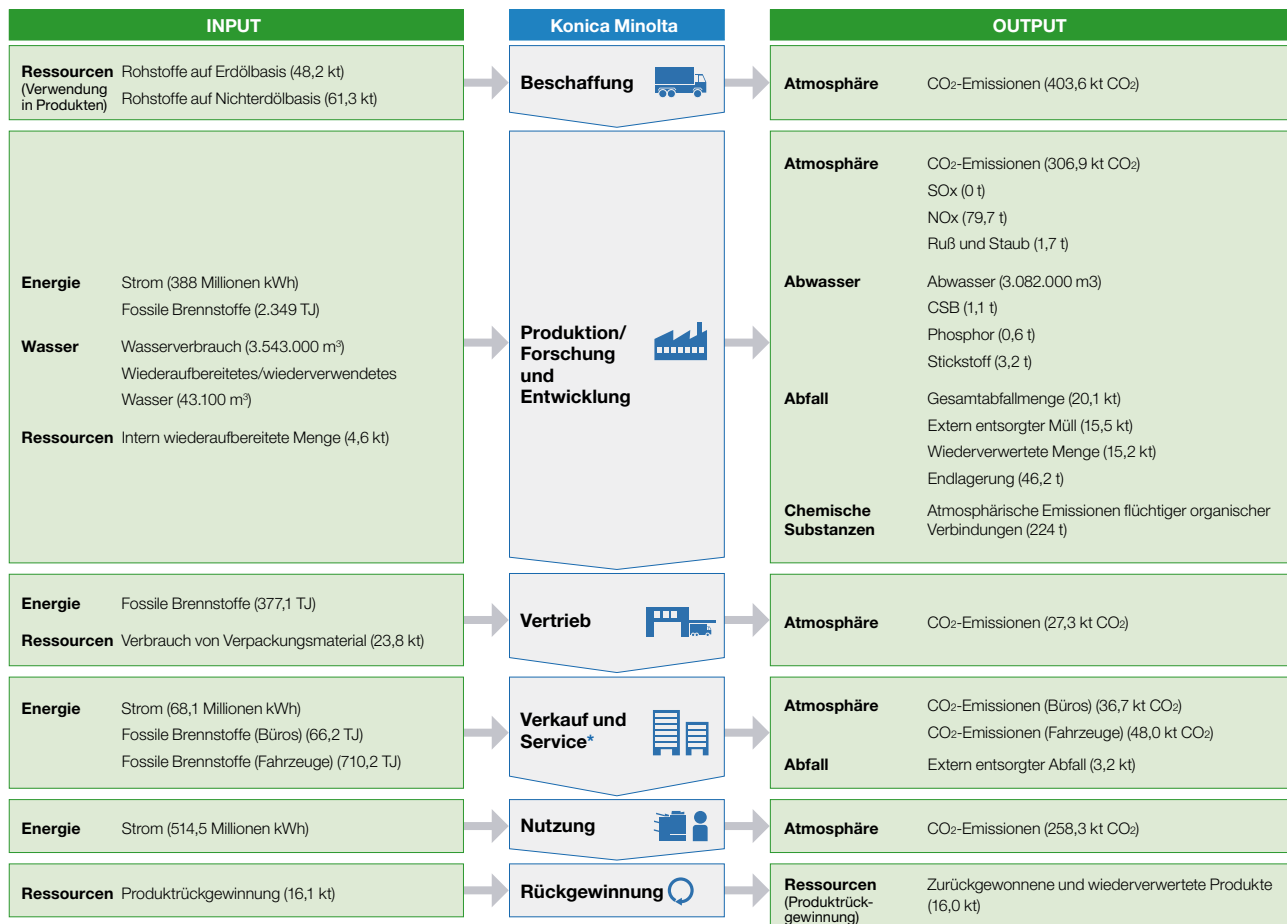 INPUT
Konica Minolta
OUTPUT
Ressourcen
(Verwendung
in Produkten)
Rohstoffe auf Erdölbasis (48,2 kt)
Rohstoffe auf Nichterdölbasis (61,3 kt)
Beschaffung
Atmosphäre CO₂-Emissionen (403,6 kt CO₂)
Energie Strom (388 Millionen kWh)
Fossile Brennstoffe (2.349 TJ)
Wasser Wasserverbrauch (3.543.000 m³)
Wiederaufbereitetes/wiederverwendetes
Wasser (43.100 m³)
Ressourcen Intern wiederaufbereitete Menge (4,6 kt)
Produktion/
Forschung
und
Entwicklung
Atmosphäre CO₂-Emissionen (306,9 kt CO₂)
SOx (0 t)
NOx (79,7 t)
Ruß und Staub (1,7 t)
Abwasser Abwasser (3.082.000 m3)
CSB (1,1 t)
Phosphor (0,6 t)
Stickstoff (3,2 t)
Abfall Gesamtabfallmenge (20,1 kt)
Extern entsorgter Müll (15,5 kt)
Wiederverwertete Menge (15,2 kt)
Endlagerung (46,2 t)
Chemische
Substanzen
Atmosphärische Emissionen flüchtiger organischer
Verbindungen (224 t)
Energie Fossile Brennstoffe (377,1 TJ)
Ressourcen Verbrauch von Verpackungsmaterial (23,8 kt)
Vertrieb
Atmosphäre CO₂-Emissionen (27,3 kt CO₂)
Energie Strom (68,1 Millionen kWh)
Fossile Brennstoffe (Büros) (66,2 TJ)
Fossile Brennstoffe (Fahrzeuge) (710,2 TJ)
Verkauf und
Service*
Atmosphäre CO₂-Emissionen (Büros) (36,7 kt CO₂)
CO₂-Emissionen (Fahrzeuge) (48,0 kt CO₂)
Abfall Extern entsorgter Abfall (3,2 kt)
Energie Strom (514,5 Millionen kWh)
Nutzung
Atmosphäre CO₂-Emissionen (258,3 kt CO₂)
Ressourcen Produktrückgewinnung (16,1 kt)
Rückgewinnung
Ressourcen
(Produktrück-
gewinnung)
Zurückgewonnene und wiederverwertete Produkte
(16,0 kt)